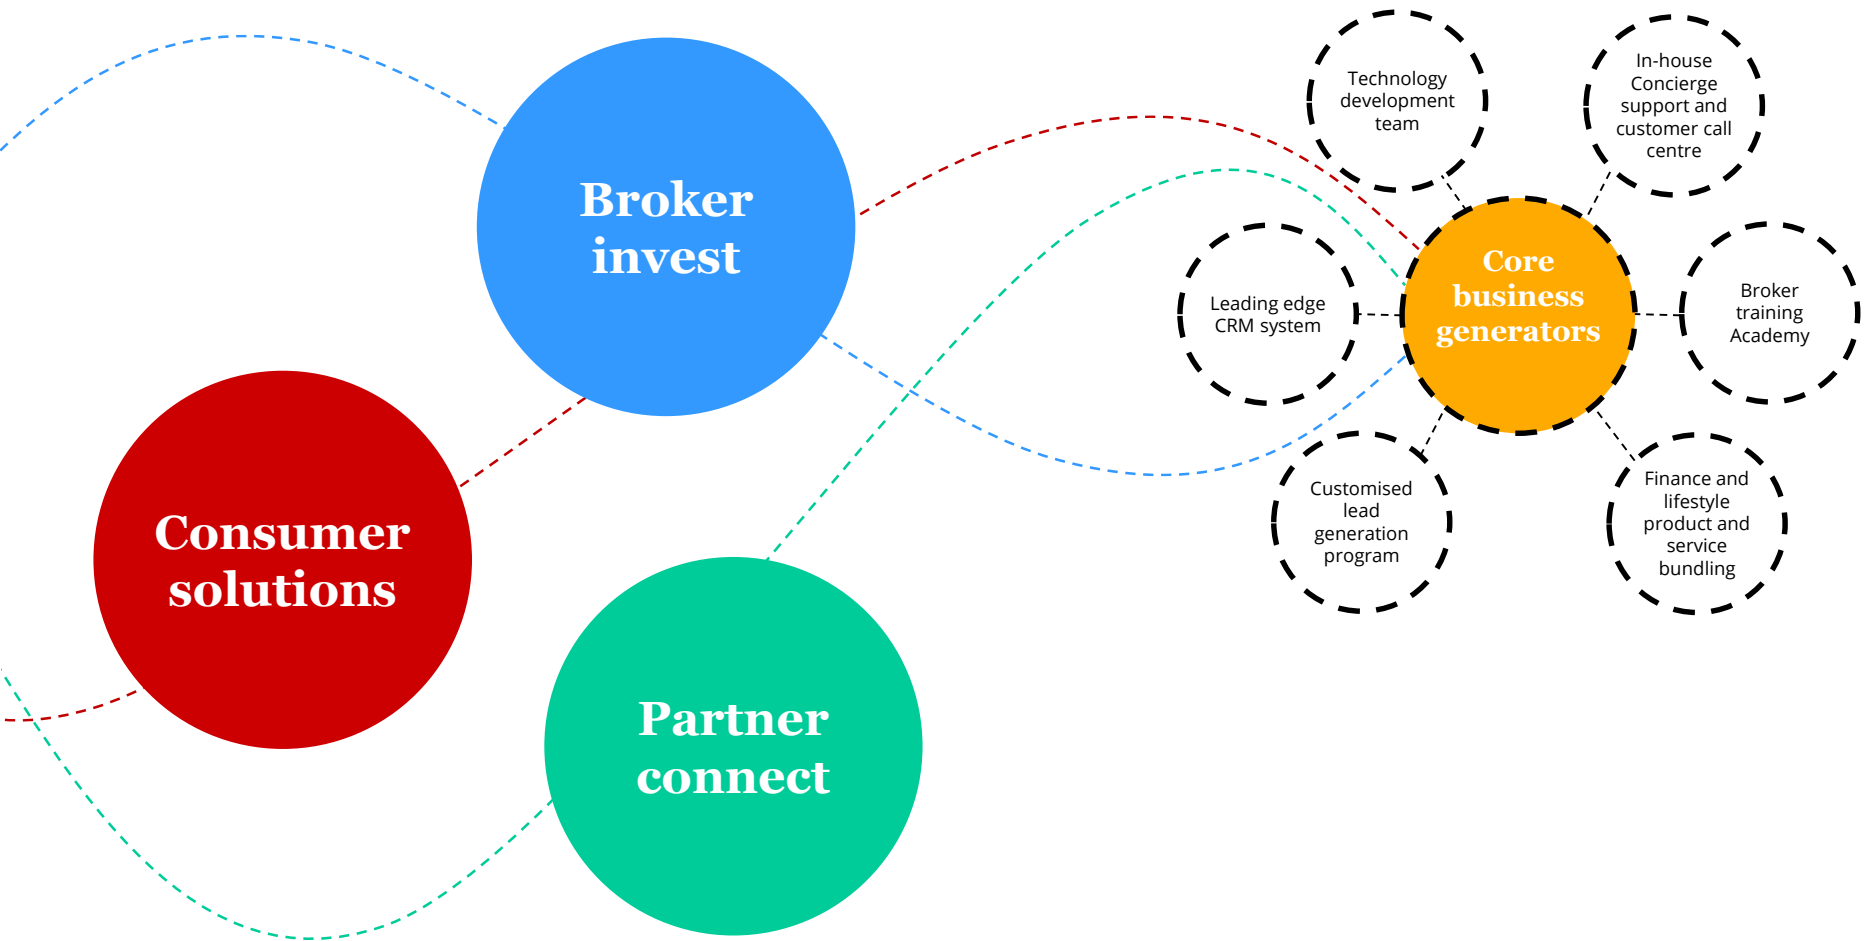 Broker
invest
Consumer
solutions
Partner
connect
Technology
development
team
In-house
Concierge
support and
customer call
centre
Leading edge
CRM system
Core
business
generators
Broker
training
Academy
Customised
lead
generation
program
Finance and
lifestyle
product and
service
bundling